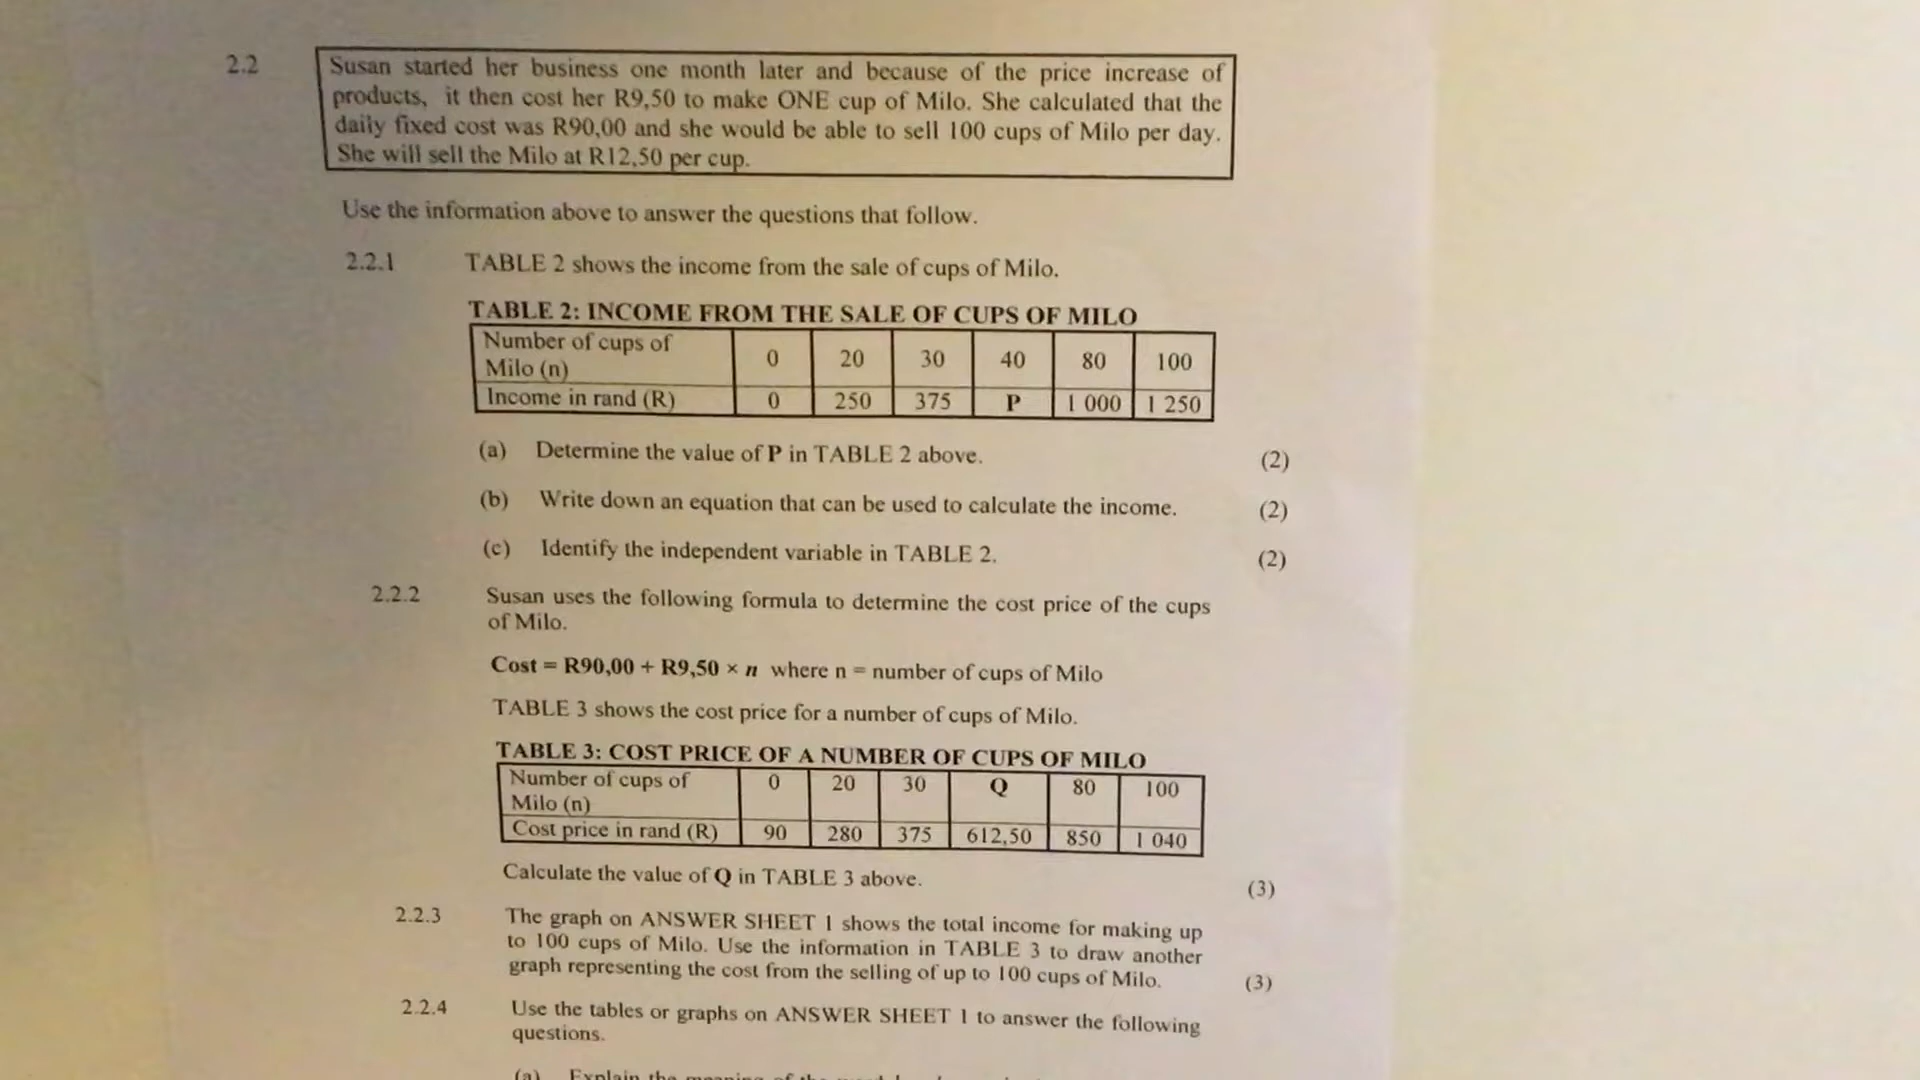 2.2 Susan started her business one month later and because of the price increase of
products, it then cost her R9,50 to make ONE cup of Milo. She calculated that the
daily fixed cost was R90,00 and she would be able to sell 100 cups of Milo per day.
She will sell the Milo at R12,50 per cup.
Use the information above to answer the questions that follow.
2.2.1 TABLE 2 shows the income from the sale of cups of Milo.
TABLE 2: INCOME FROM THE SALE OF CUPS OF MILO
Number of cups of
Milo (n) 0 20 30 40 80 100
Income in rand (R) 0 250 375 P 1 000 1 250
(a) Determine the value of P in TABLE 2 above. (2)
(b) Write down an equation that can be used to calculate the income. (2)
(c) Identify the independent variable in TABLE 2. (2)
2.2.2 Susan uses the following formula to determine the cost price of the cups
of Milo.
Cost = R90,00 + R9,50 × n where n = number of cups of Milo
TABLE 3 shows the cost price for a number of cups of Milo.
TABLE 3: COST PRICE OF A NUMBER OF CUPS OF MILO
Number of cups of 0 20 30 Q 80 100
Milo (n)
Cost price in rand (R) 90 280 375 612,50 850 1 040
Calculate the value of Q in TABLE 3 above. (3)
2.2.3 The graph on ANSWER SHEET 1 shows the total income for making up
to 100 cups of Milo. Use the information in TABLE 3 to draw another
graph representing the cost from the selling of up to 100 cups of Milo. (3)
2.2.4 Use the tables or graphs on ANSWER SHEET 1 to answer the following
questions.
(a) Explain the meaning of the